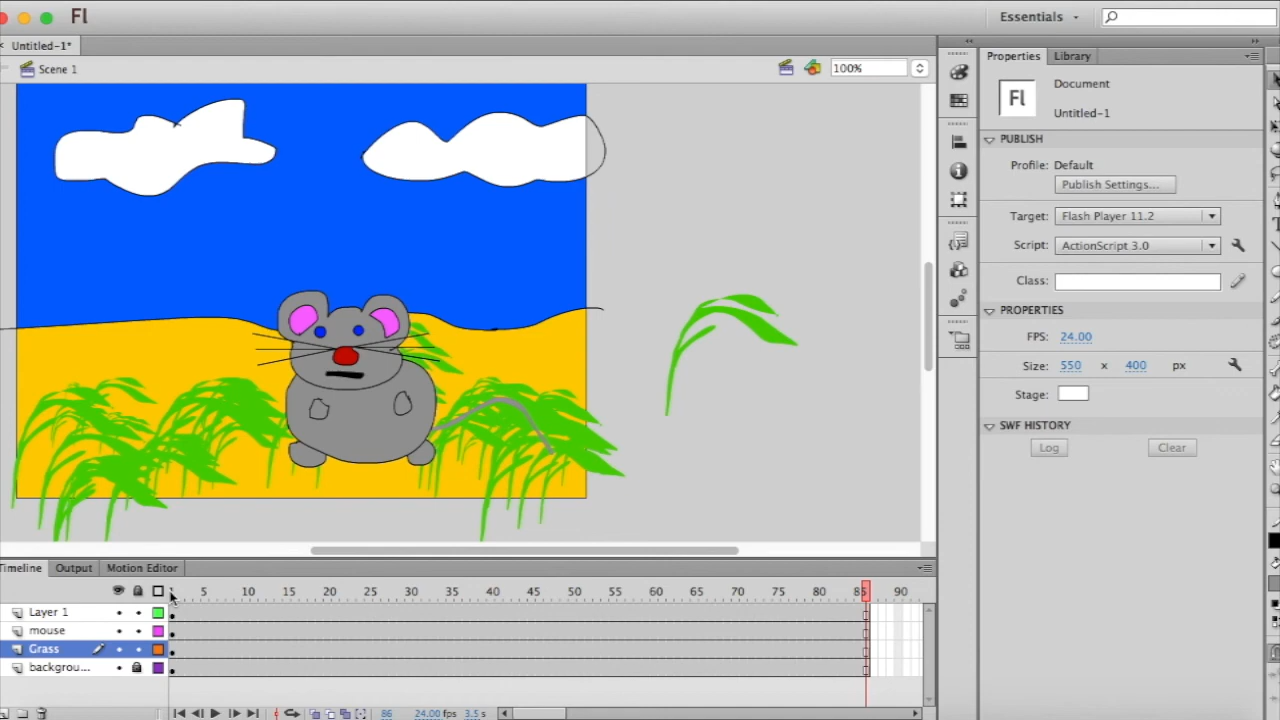 Fl
Essentials
Untitled-1*
Scene 1
100%
Properties
Library
Fl
Document
Untitled-1
PUBLISH
Profile: Default
Publish Settings...
Target: Flash Player 11.2
Script: ActionScript 3.0
Class:
PROPERTIES
FPS: 24.00
Size: 550 x 400 px
Stage:
SWF HISTORY
Log
Clear
Timeline
Output
Motion Editor
5 10 15 20 25 30 35 40 45 50 55 60 65 70 75 80 85 90
Layer 1
mouse
Grass
backgrou...
86 24.00 fps 3.5 s